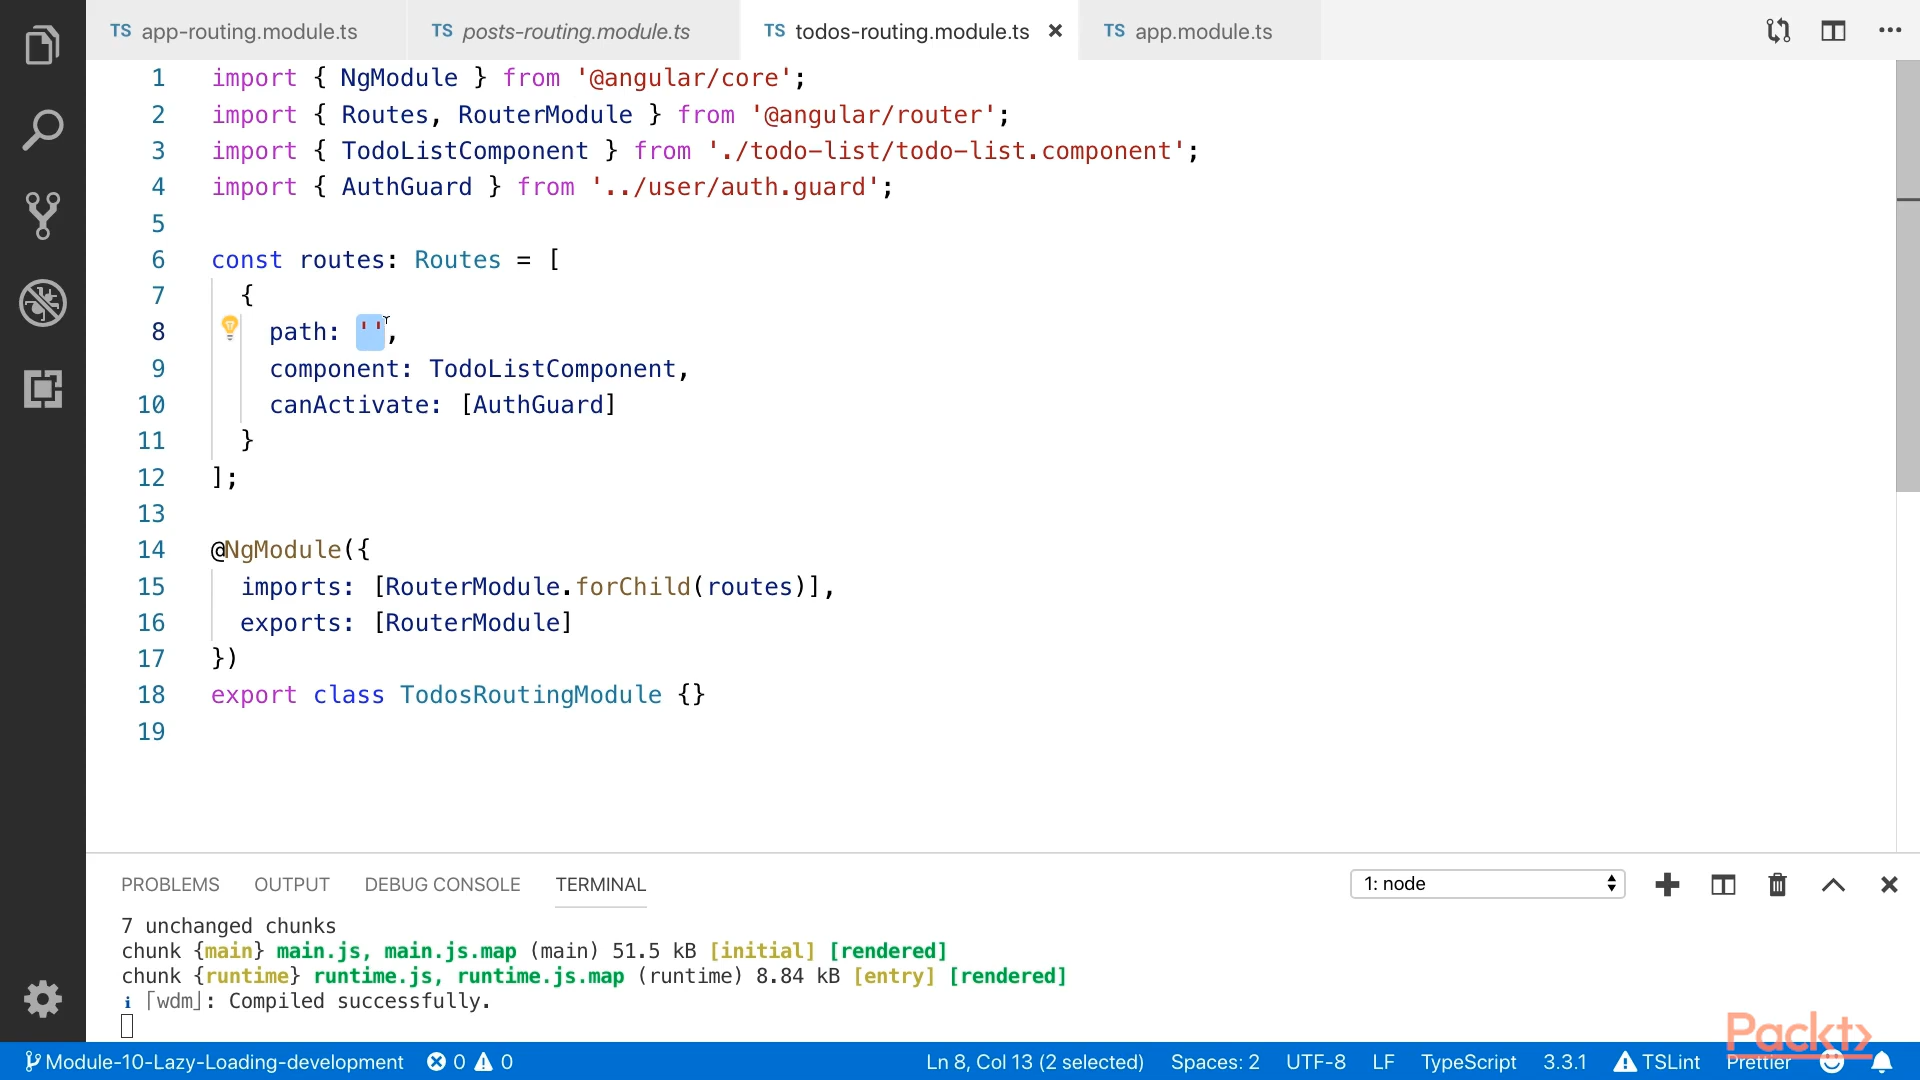 TS app-routing.module.ts TS posts-routing.module.ts TS todos-routing.module.ts × TS app.module.ts
1 import { NgModule } from '@angular/core';
2 import { Routes, RouterModule } from '@angular/router';
3 import { TodoListComponent } from './todo-list/todo-list.component';
4 import { AuthGuard } from '../user/auth.guard';
5
6 const routes: Routes = [
7 {
8 path: '',
9 component: TodoListComponent,
10 canActivate: [AuthGuard]
11 }
12 ];
13
14 @NgModule({
15 imports: [RouterModule.forChild(routes)],
16 exports: [RouterModule]
17 })
18 export class TodosRoutingModule {}
19
PROBLEMS OUTPUT DEBUG CONSOLE TERMINAL 1: node
7 unchanged chunks
chunk {main} main.js, main.js.map (main) 51.5 kB [initial] [rendered]
chunk {runtime} runtime.js, runtime.js.map (runtime) 8.84 kB [entry] [rendered]
ℹ ｢wdm｣: Compiled successfully.
Packt>
Module-10-Lazy-Loading-development 0 0 Ln 8, Col 13 (2 selected) Spaces: 2 UTF-8 LF TypeScript 3.3.1 TSLint Prettier